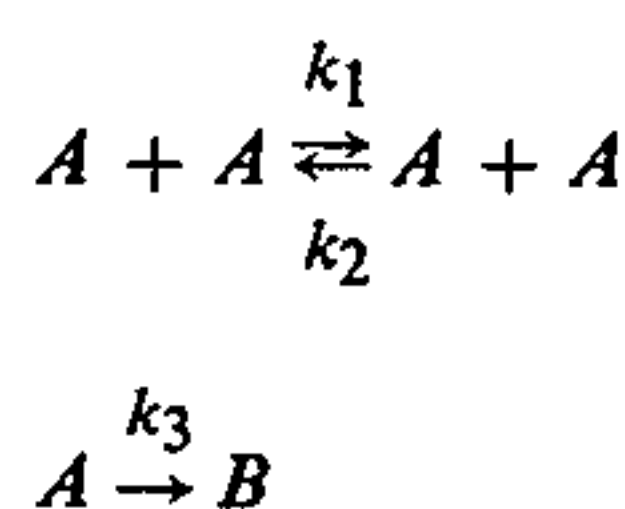 k1
A + A ⇌ A + A
k2
k3
A → B